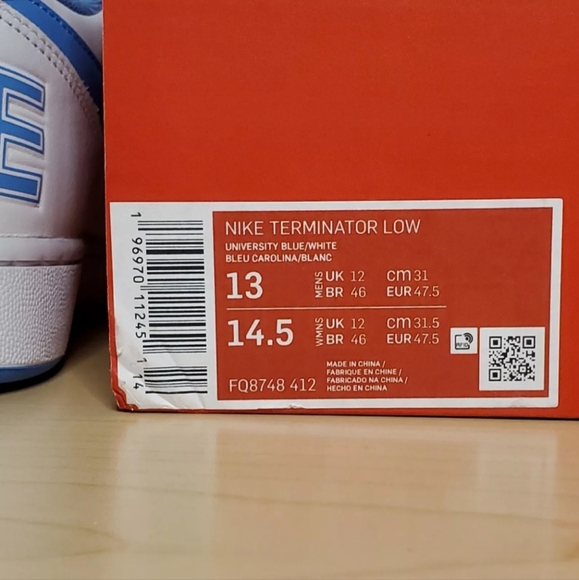 E
1 96970 11245 1 4
NIKE TERMINATOR LOW
UNIVERSITY BLUE/WHITE
BLEU CAROLINA/BLANC
13 MENS UK 12 CM 31
BR 46 EUR 47.5
14.5 WMNS UK 12 CM 31.5
BR 46 EUR 47.5
FQ8748 412
MADE IN CHINA /
FABRIQUE EN CHINE /
FABRICADO NA CHINA /
HECHO EN CHINA